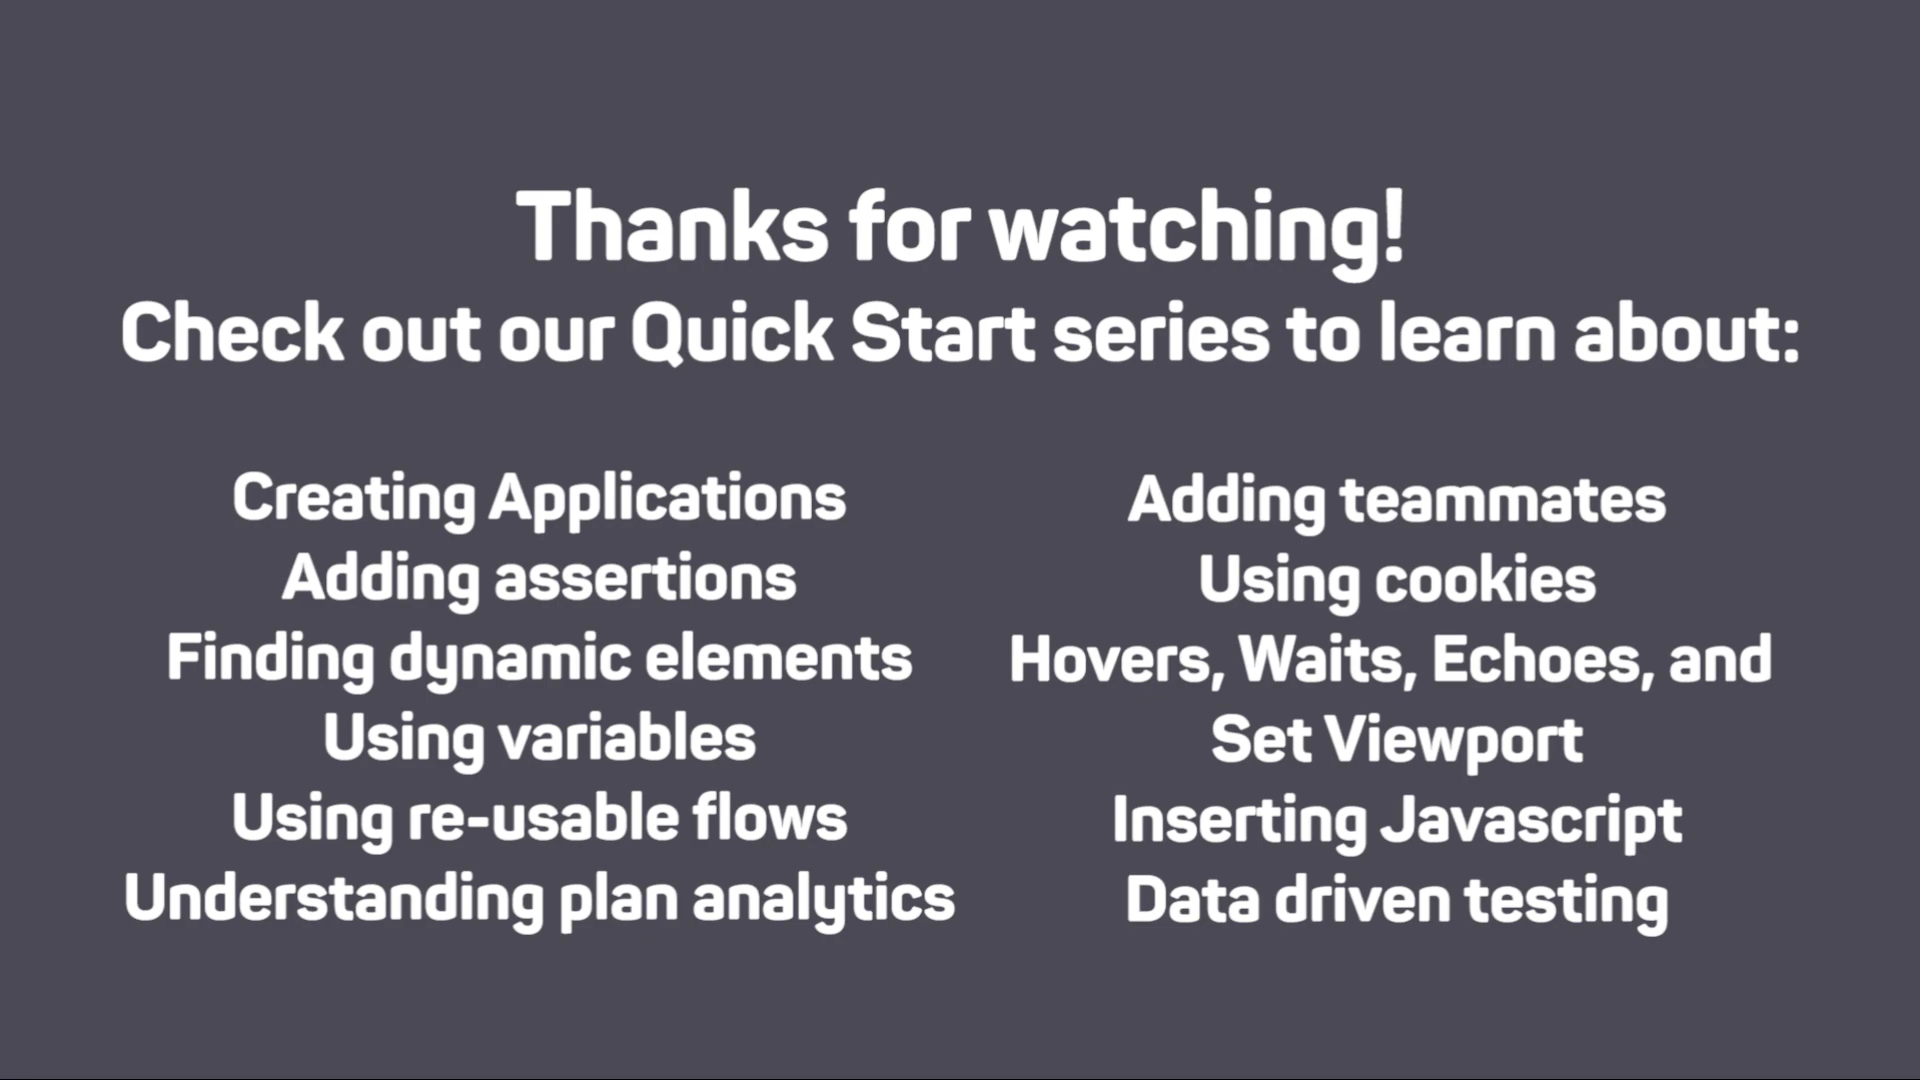 Thanks for watching!
Check out our Quick Start series to learn about:
Creating Applications
Adding assertions
Finding dynamic elements
Using variables
Using re-usable flows
Understanding plan analytics
Adding teammates
Using cookies
Hovers, Waits, Echoes, and
Set Viewport
Inserting Javascript
Data driven testing